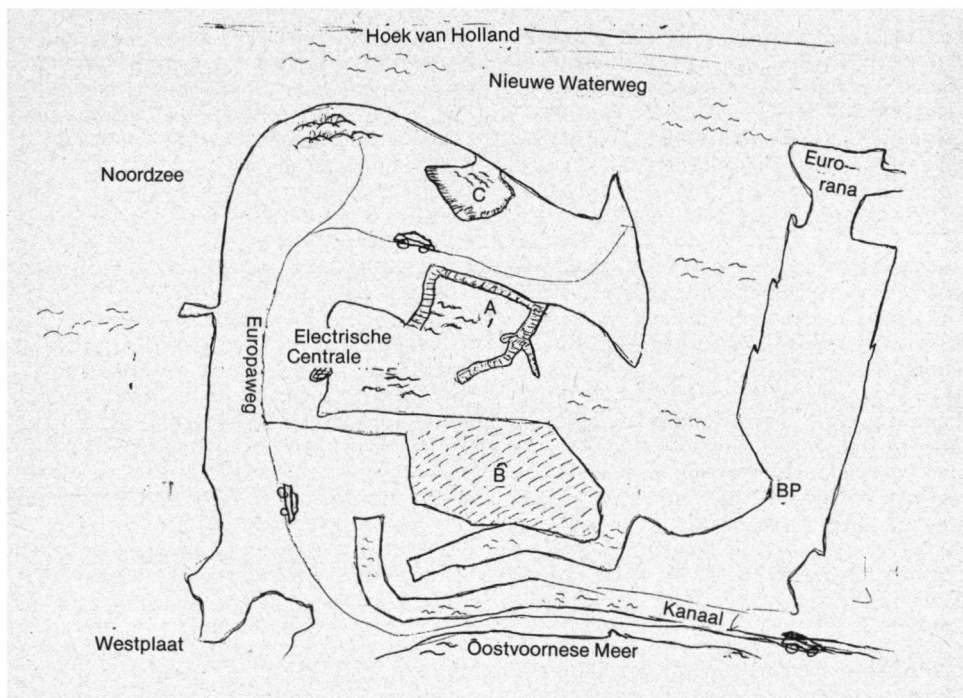 Hoek van Holland
Nieuwe Waterweg
Noordzee
Euro-
rana
C
A
Electrische
Centrale
Europaweg
B
BP
Kanaal
Westplaat
Oostvoornese Meer